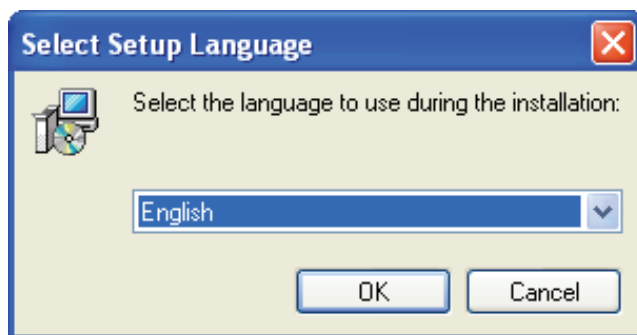 Select Setup Language
Select the language to use during the installation:
English
OK
Cancel